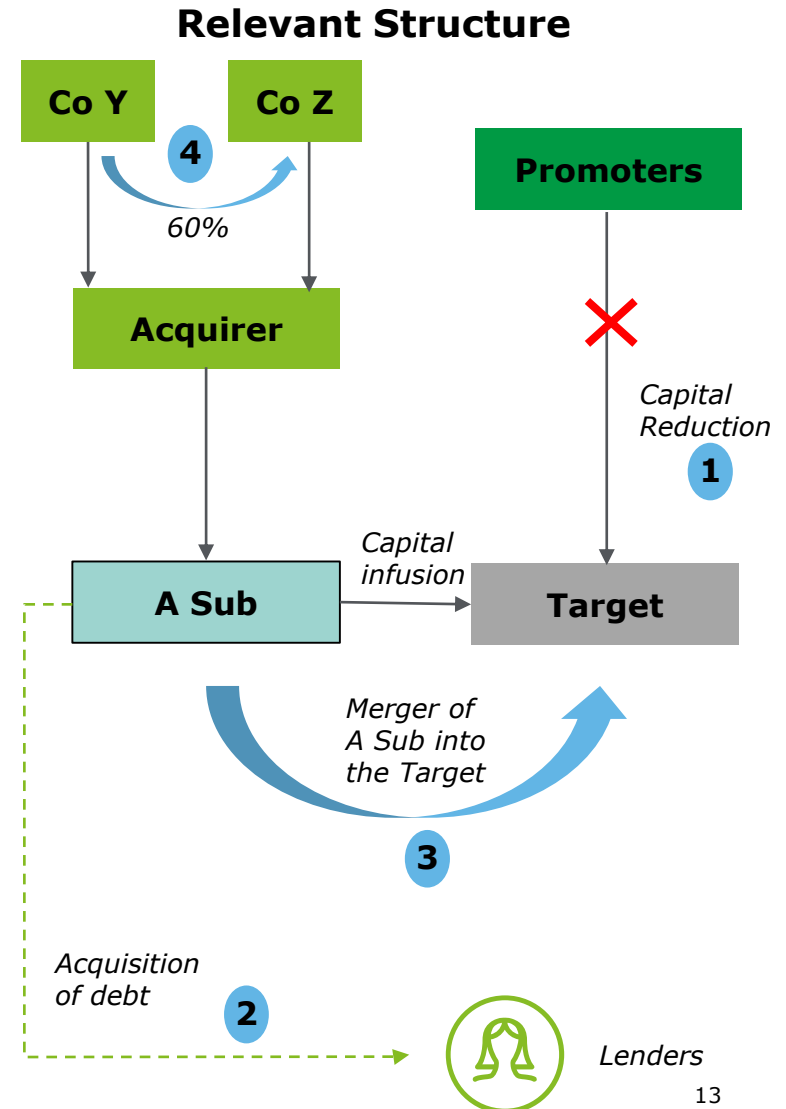 Relevant Structure
Co Y
Co Z
4
60%
Promoters
Acquirer
Capital
Reduction
1
Capital
infusion
A Sub
Target
Merger of
A Sub into
the Target
3
Acquisition
of debt
2
Lenders
13